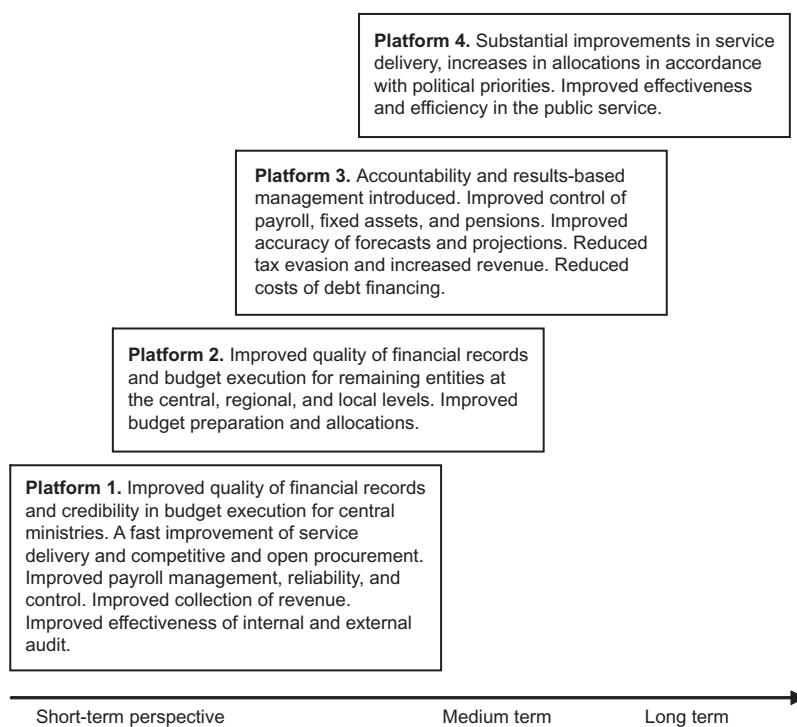 Platform 4. Substantial improvements in service
delivery, increases in allocations in accordance
with political priorities. Improved effectiveness
and efficiency in the public service.
Platform 3. Accountability and results-based
management introduced. Improved control of
payroll, fixed assets, and pensions. Improved
accuracy of forecasts and projections. Reduced
tax evasion and increased revenue. Reduced
costs of debt financing.
Platform 2. Improved quality of financial records
and budget execution for remaining entities at
the central, regional, and local levels. Improved
budget preparation and allocations.
Platform 1. Improved quality of financial records
and credibility in budget execution for central
ministries. A fast improvement of service
delivery and competitive and open procurement.
Improved payroll management, reliability, and
control. Improved collection of revenue.
Improved effectiveness of internal and external
audit.
Short-term perspective Medium term Long term